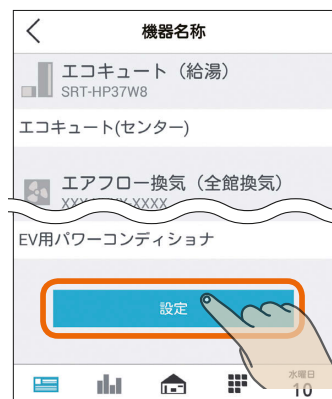 機器名称
エコキュート（給湯）
SRT-HP37W8
エコキュート(センター)
エアフロー換気（全館換気）
EV用パワーコンディショナ
設定
水曜日
10